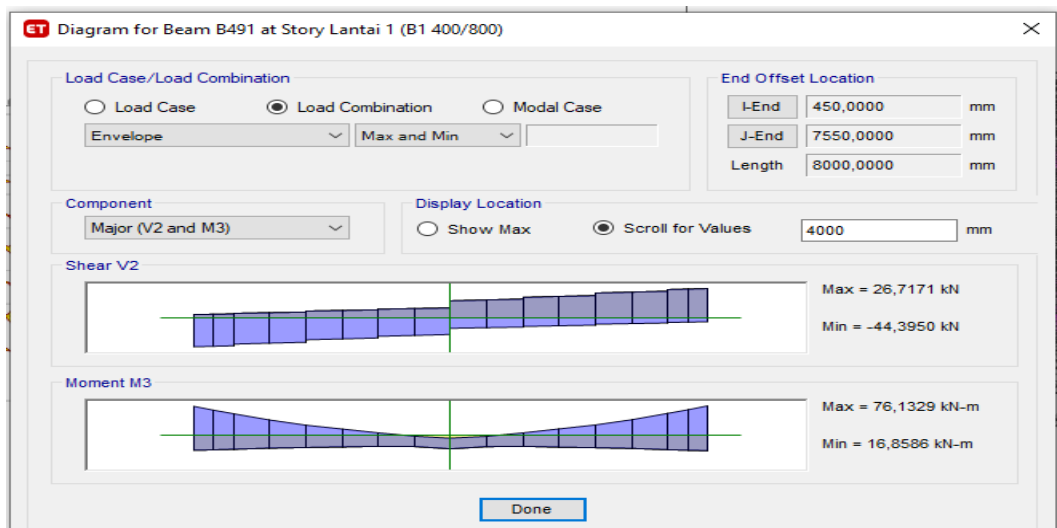 ET Diagram for Beam B491 at Story Lantai 1 (B1 400/800)
Load Case/Load Combination
Load Case Load Combination Modal Case
Envelope Max and Min
End Offset Location
I-End 450,0000 mm
J-End 7550,0000 mm
Length 8000,0000 mm
Component
Major (V2 and M3)
Display Location
Show Max Scroll for Values 4000 mm
Shear V2
Max = 26,7171 kN
Min = -44,3950 kN
Moment M3
Max = 76,1329 kN-m
Min = 16,8586 kN-m
Done